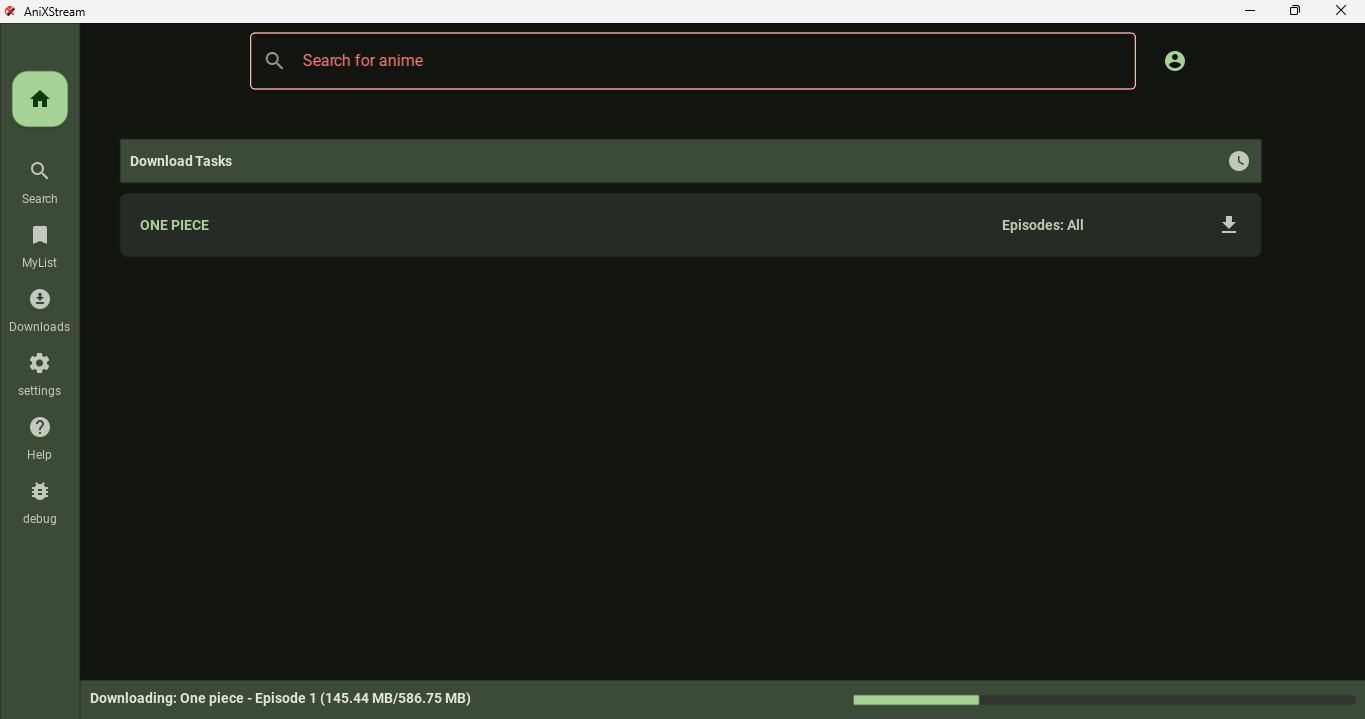 AniXStream
Search for anime
Search
MyList
Downloads
settings
Help
debug
Download Tasks
ONE PIECE
Episodes: All
Downloading: One piece - Episode 1 (145.44 MB/586.75 MB)